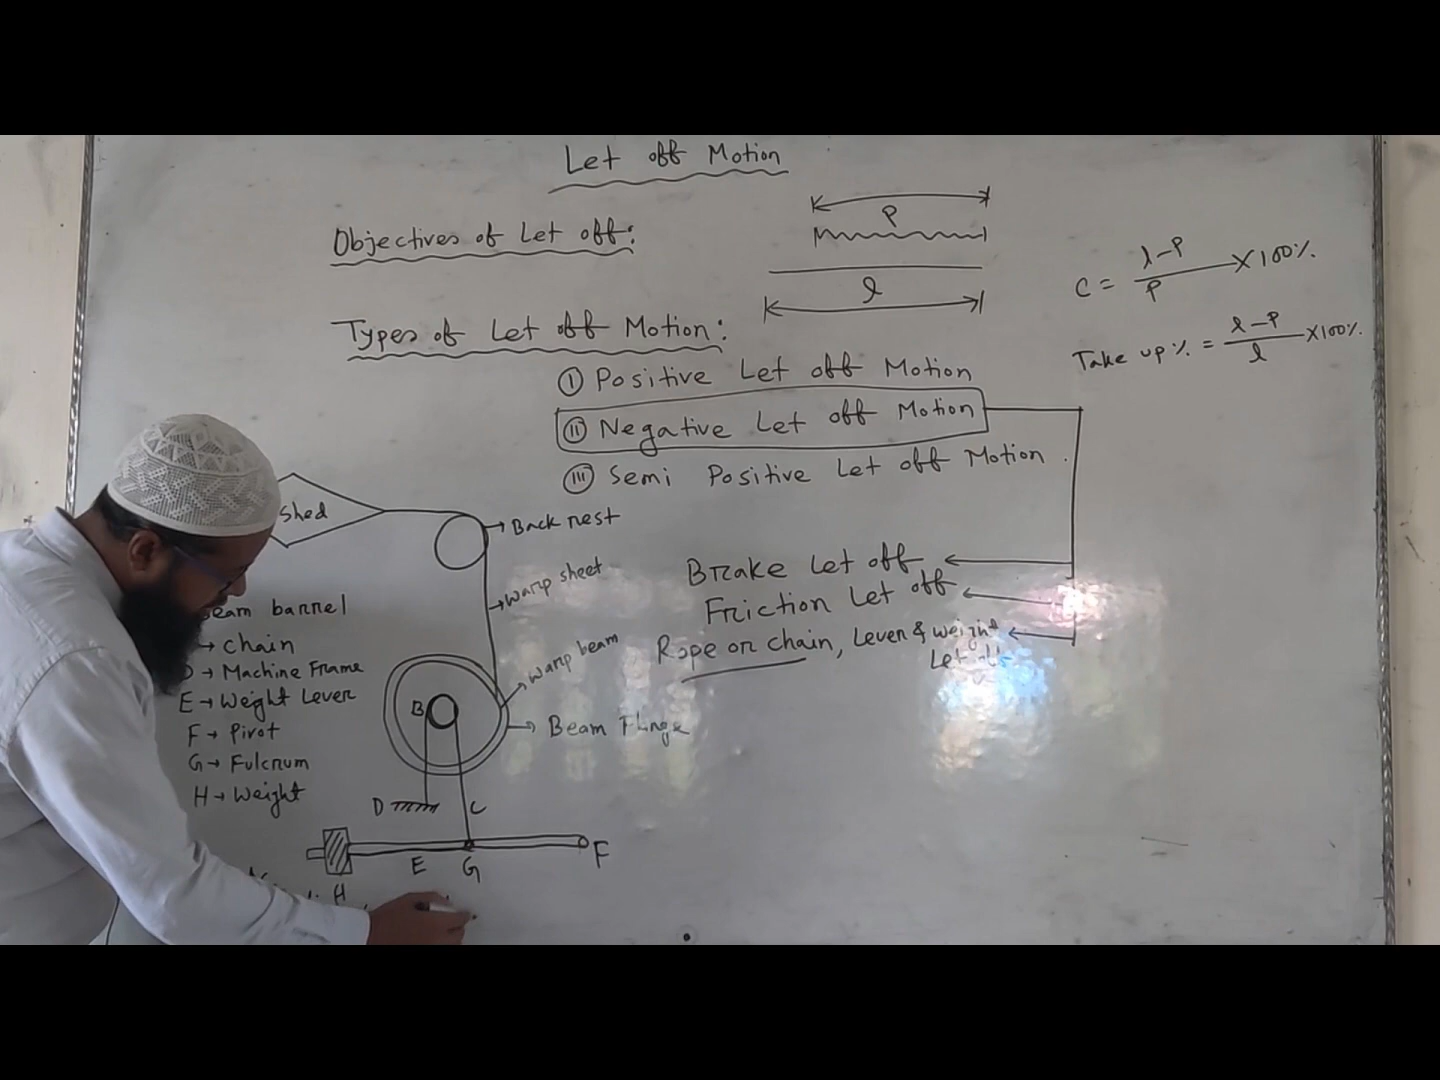 Let off Motion
Objectives of Let off:
P
l
C = l-P / P X 100%.
Take up % = l-P / l X 100%.
Types of Let off Motion:
(I) Positive Let off Motion
(II) Negative Let off Motion
(III) Semi Positive Let off Motion.
Shed
Back rest
Warp sheet
Warp beam
Beam Flange
Brake Let off
Friction Let off
Rope or chain, Lever & weight
Let off
beam barrel
→ chain
D → Machine Frame
E → Weight Lever
F → Pivot
G → Fulcrum
H → Weight
B
D
C
E
G
F
H